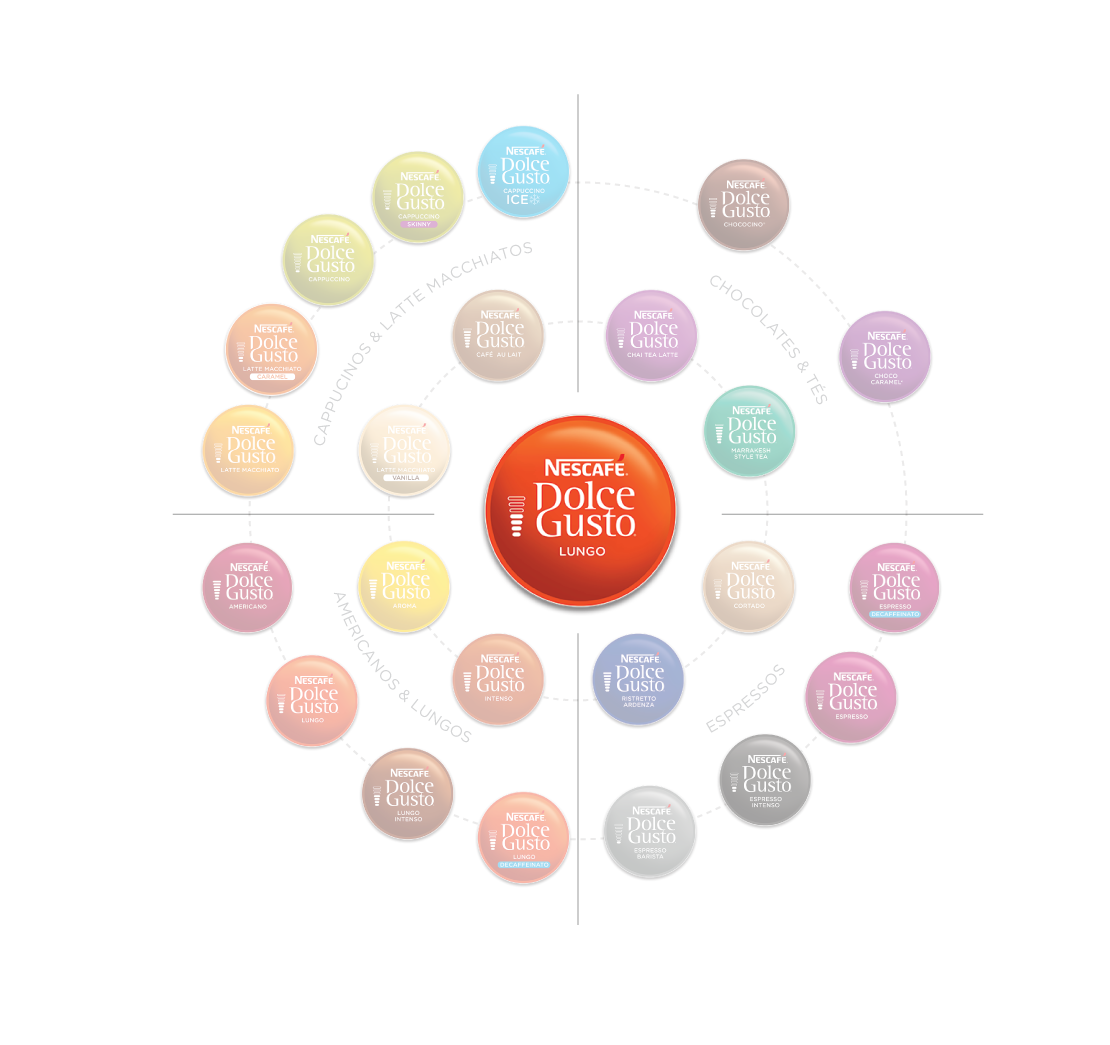 NESCAFÉ
Dolce
Gusto
CAPPUCCINO
ICE
NESCAFÉ
Dolce
Gusto
CAPPUCCINO
SKINNY
NESCAFÉ
Dolce
Gusto
CHOCOCINO
NESCAFÉ
Dolce
Gusto
CAPPUCCINO
CAPPUCINOS & LATTE MACCHIATOS
CHOCOLATES & TÉS
NESCAFÉ
Dolce
Gusto
LATTE MACCHIATO
CARAMEL
NESCAFÉ
Dolce
Gusto
CAFÉ AU LAIT
NESCAFÉ
Dolce
Gusto
CHAI TEA LATTE
NESCAFÉ
Dolce
Gusto
CHOCO
CARAMEL
NESCAFÉ
Dolce
Gusto
LATTE MACCHIATO
NESCAFÉ
Dolce
Gusto
LATTE MACCHIATO
VANILLA
NESCAFÉ
Dolce
Gusto
MARRAKESH
STYLE TEA
NESCAFÉ
Dolce
Gusto
LUNGO
NESCAFÉ
Dolce
Gusto
AMERICANO
NESCAFÉ
Dolce
Gusto
AROMA
NESCAFÉ
Dolce
Gusto
CORTADO
NESCAFÉ
Dolce
Gusto
ESPRESSO
DECAFFEINATO
AMERICANOS & LUNGOS
ESPRESSOS
NESCAFÉ
Dolce
Gusto
LUNGO
NESCAFÉ
Dolce
Gusto
INTENSO
NESCAFÉ
Dolce
Gusto
RISTRETTO
ARDENZA
NESCAFÉ
Dolce
Gusto
ESPRESSO
NESCAFÉ
Dolce
Gusto
LUNGO
INTENSO
NESCAFÉ
Dolce
Gusto
ESPRESSO
INTENSO
NESCAFÉ
Dolce
Gusto
LUNGO
DECAFFEINATO
NESCAFÉ
Dolce
Gusto
ESPRESSO
BARISTA